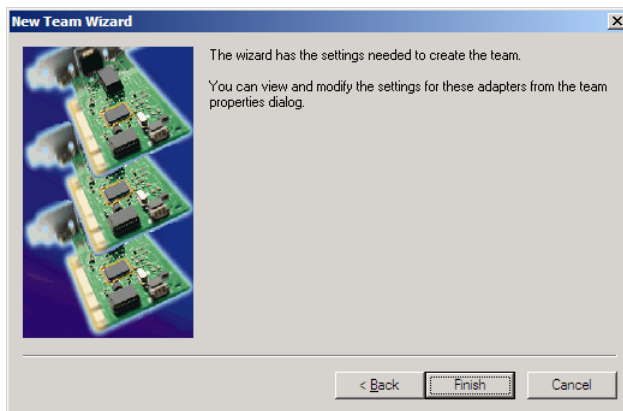 New Team Wizard
The wizard has the settings needed to create the team.
You can view and modify the settings for these adapters from the team
properties dialog.
< Back
Finish
Cancel